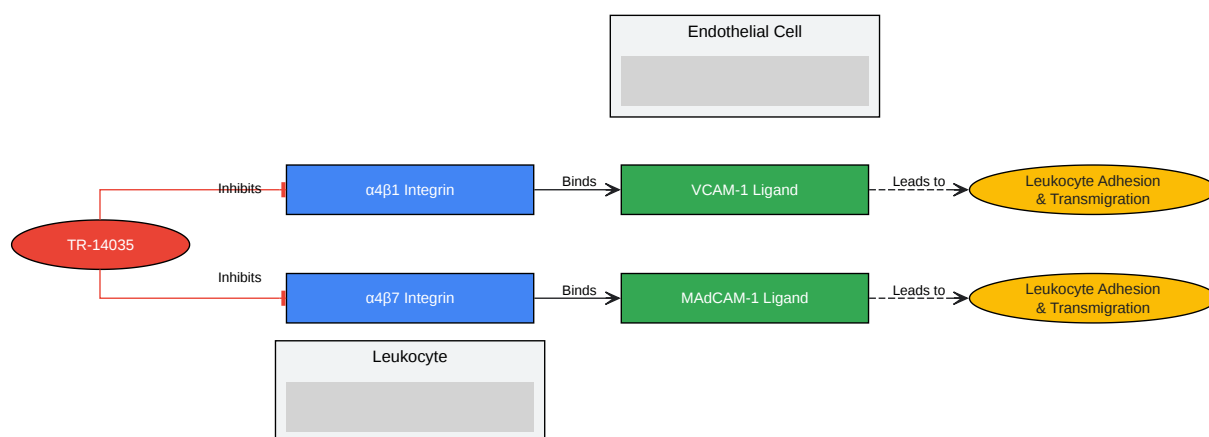 Endothelial Cell
Inhibits
α4β1 Integrin
Binds
VCAM-1 Ligand
Leads to
Leukocyte Adhesion
& Transmigration
TR-14035
Inhibits
α4β7 Integrin
Binds
MAdCAM-1 Ligand
Leads to
Leukocyte Adhesion
& Transmigration
Leukocyte